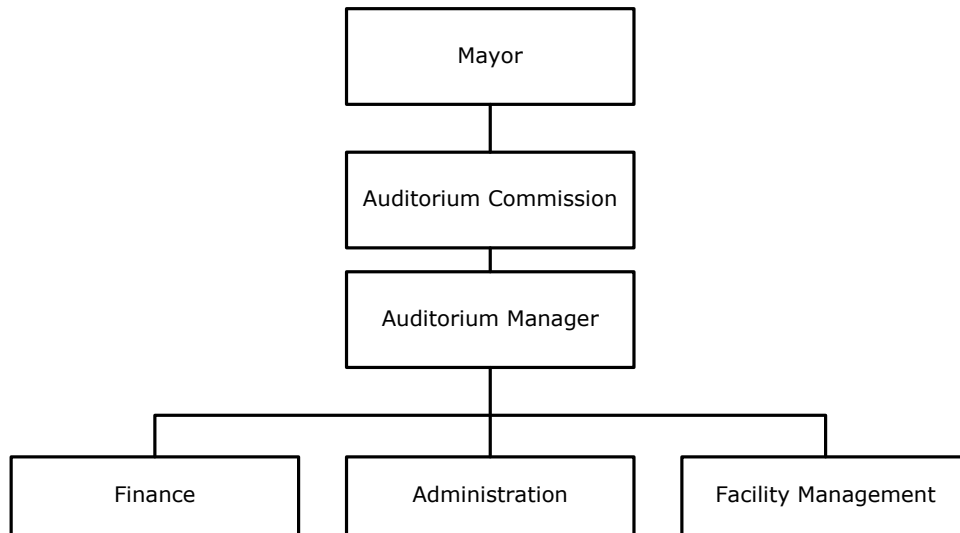 Mayor
Auditorium Commission
Auditorium Manager
Finance
Administration
Facility Management